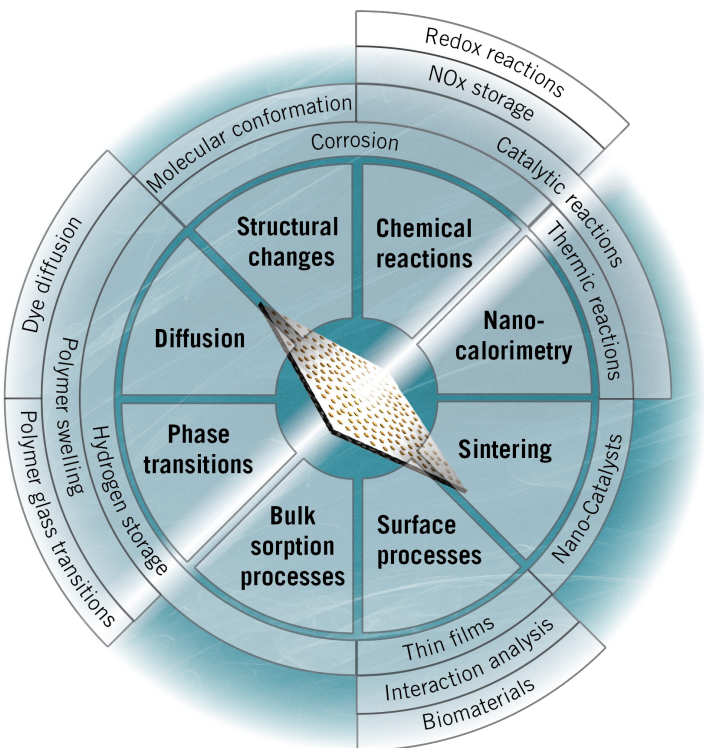 Redox reactions
NOx storage
Molecular conformation
Corrosion
Catalytic reactions
Thermic reactions
Dye diffusion
Polymer swelling
Polymer glass transitions
Hydrogen storage
Structural
changes
Chemical
reactions
Diffusion
Nano-
calorimetry
Phase
transitions
Sintering
Bulk
sorption
processes
Surface
processes
Nano-Catalysts
Thin films
Interaction analysis
Biomaterials